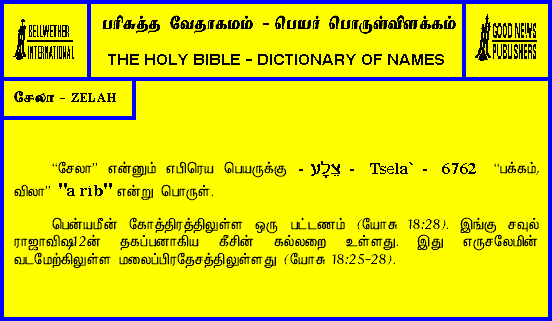 BELLWETHER
INTERNATIONAL
பரிசுத்த வேதாகமம் - பெயர் பொருள்விளக்கம்
THE HOLY BIBLE - DICTIONARY OF NAMES
GOOD NEWS
PUBLISHERS
சேலா - ZELAH
“சேலா” என்னும் எபிரெய பெயருக்கு - צֵלָע - Tsela` - 6762 “பக்கம்,
விலா” "a rib" என்று பொருள்.
பென்யமீன் கோத்திரத்திலுள்ள ஒரு பட்டணம் (யோசு 18:28). இங்கு சவுல்
ராஜாவிஷ12ன் தகப்பனாகிய கீசின் கல்லறை உள்ளது. இது எருசலேமின்
வடமேற்கிலுள்ள மலைப்பிரதேசத்திலுள்ளது (யோசு 18:25-28).